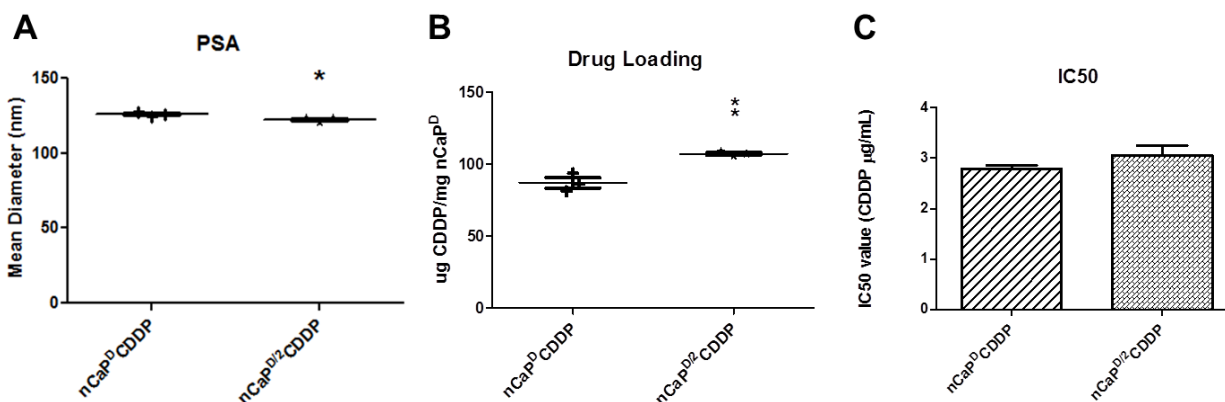 A
PSA
*
150
100
50
0
Mean Diameter (nm)
nCaP^D CDDP
nCaP^D/2 CDDP
B
Drug Loading
*
*
150
100
50
0
ug CDDP/mg nCaP^D
nCaP^D CDDP
nCaP^D/2 CDDP
C
IC50
4
3
2
1
0
IC50 value (CDDP µg/mL)
nCaP^D CDDP
nCaP^D/2 CDDP